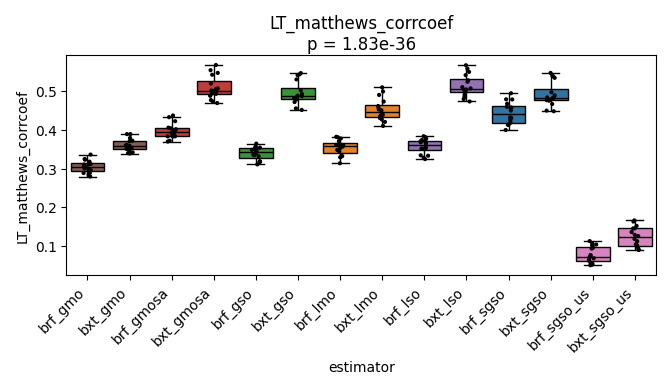 LT_matthews_corrcoef
p = 1.83e-36
LT_matthews_corrcoef
0.5
0.4
0.3
0.2
0.1
brf_gmo
bxt_gmo
brf_gmosa
bxt_gmosa
brf_gso
bxt_gso
brf_lmo
bxt_lmo
brf_lso
bxt_lso
brf_sgso
bxt_sgso
brf_sgso_us
bxt_sgso_us
estimator